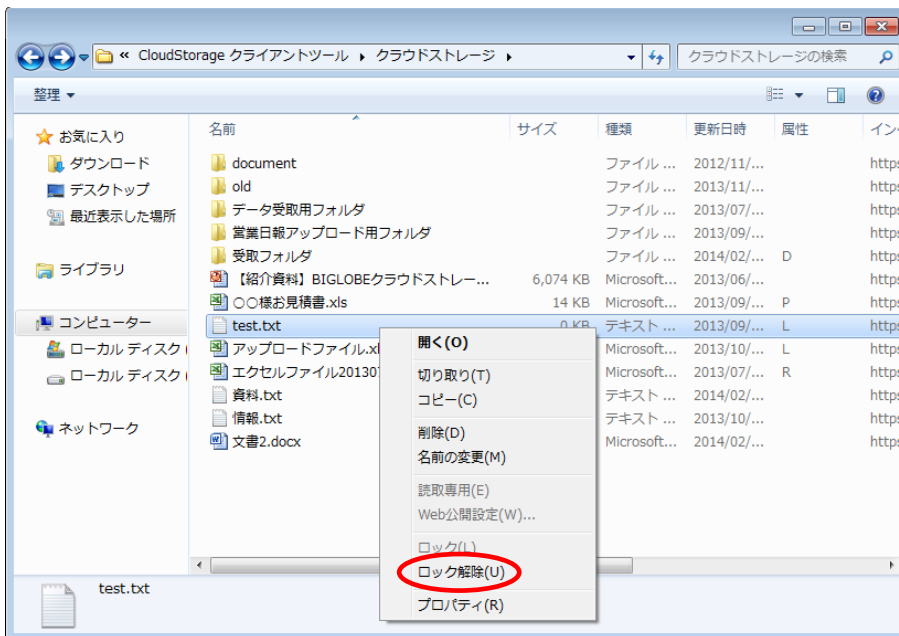 « CloudStorage クライアントツール ▸ クラウドストレージ ▸ クラウドストレージの検索
整理 ▼
お気に入り
ダウンロード
デスクトップ
最近表示した場所
ライブラリ
コンピューター
ローカル ディスク (
ローカル ディスク (
ネットワーク
名前 サイズ 種類 更新日時 属性 イン
document ファイル ... 2012/11/... https
old ファイル ... 2013/11/... https
データ受取用フォルダ ファイル ... 2013/07/... https
営業日報アップロード用フォルダ ファイル ... 2013/09/... https
受取フォルダ ファイル ... 2014/02/... D https
【紹介資料】BIGLOBEクラウドストレー... 6,074 KB Microsoft... 2013/06/... https
○○様お見積書.xls 14 KB Microsoft... 2013/09/... P https
test.txt 0 KB テキスト ... 2013/09/... L https
アップロードファイル.xl Microsoft... 2013/10/... L https
エクセルファイル201307 Microsoft... 2013/07/... R https
資料.txt テキスト ... 2014/02/... https
情報.txt テキスト ... 2013/10/... https
文書2.docx Microsoft... 2014/02/... https
開く(O)
切り取り(T)
コピー(C)
削除(D)
名前の変更(M)
読取専用(E)
Web公開設定(W)...
ロック(L)
ロック解除(U)
プロパティ(R)
test.txt